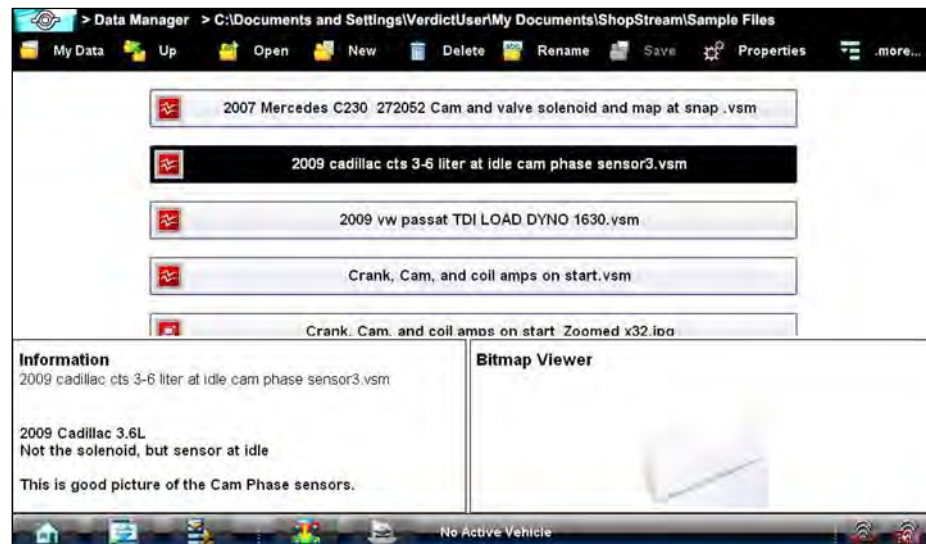 > Data Manager > C:\Documents and Settings\VerdictUser\My Documents\ShopStream\Sample Files
My Data Up Open New Delete Rename Save Properties .more...
2007 Mercedes C230 272052 Cam and valve solenoid and map at snap .vsm
2009 cadillac cts 3-6 liter at idle cam phase sensor3.vsm
2009 vw passat TDI LOAD DYNO 1630.vsm
Crank, Cam, and coil amps on start.vsm
Crank, Cam, and coil amps on start Zoomed x32.jpg
Information
2009 cadillac cts 3-6 liter at idle cam phase sensor3.vsm
2009 Cadillac 3.6L
Not the solenoid, but sensor at idle
This is good picture of the Cam Phase sensors.
Bitmap Viewer
No Active Vehicle